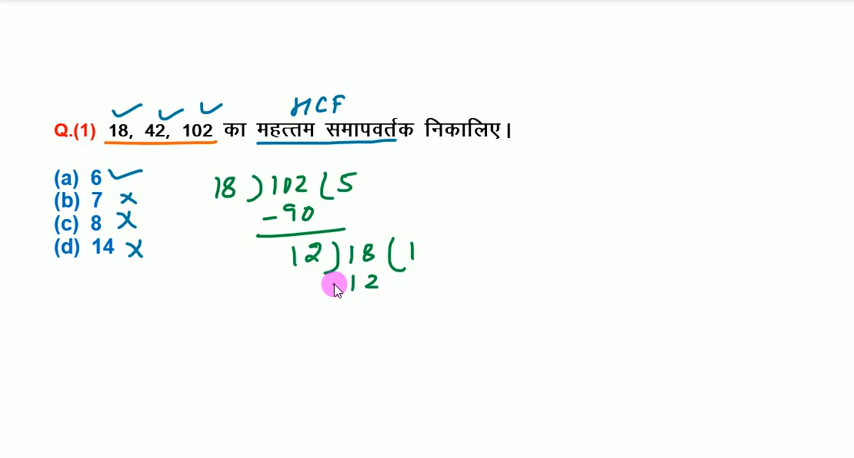 HCF
Q.(1) 18, 42, 102 का महत्तम समापवर्तक निकालिए।
(a) 6
(b) 7
(c) 8
(d) 14
18 ) 102 ( 5
- 90
12 ) 18 ( 1
12